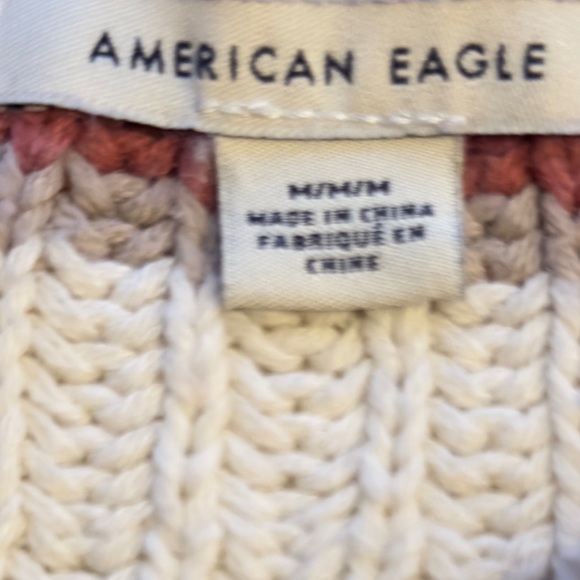 AMERICAN EAGLE
M/M/M
MADE IN CHINA
FABRIQUÉ EN
CHINE